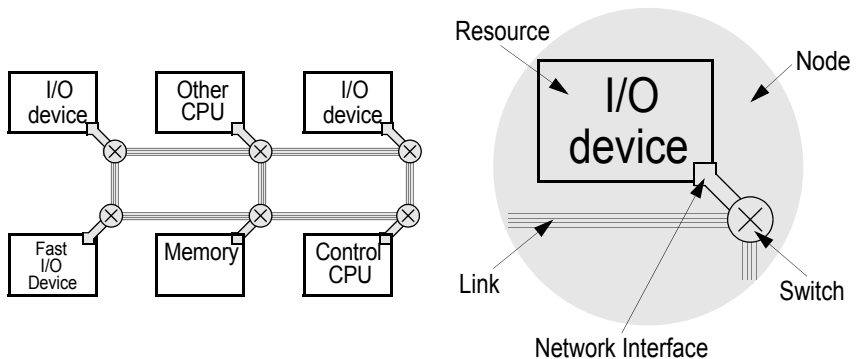 I/O
device
Other
CPU
I/O
device
Fast
I/O
Device
Memory
Control
CPU
Resource
Node
I/O
device
Link
Switch
Network Interface